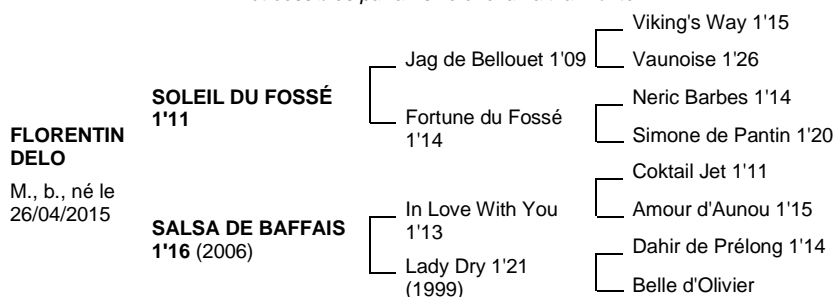 Viking's Way 1'15
Jag de Bellouet 1'09
Vaunoise 1'26
SOLEIL DU FOSSÉ
1'11
Neric Barbes 1'14
Fortune du Fossé
1'14
Simone de Pantin 1'20
FLORENTIN
DELO
M., b., né le
26/04/2015
Coktail Jet 1'11
In Love With You
1'13
Amour d'Aunou 1'15
SALSA DE BAFFAIS
1'16 (2006)
Dahir de Prélong 1'14
Lady Dry 1'21
(1999)
Belle d'Olivier